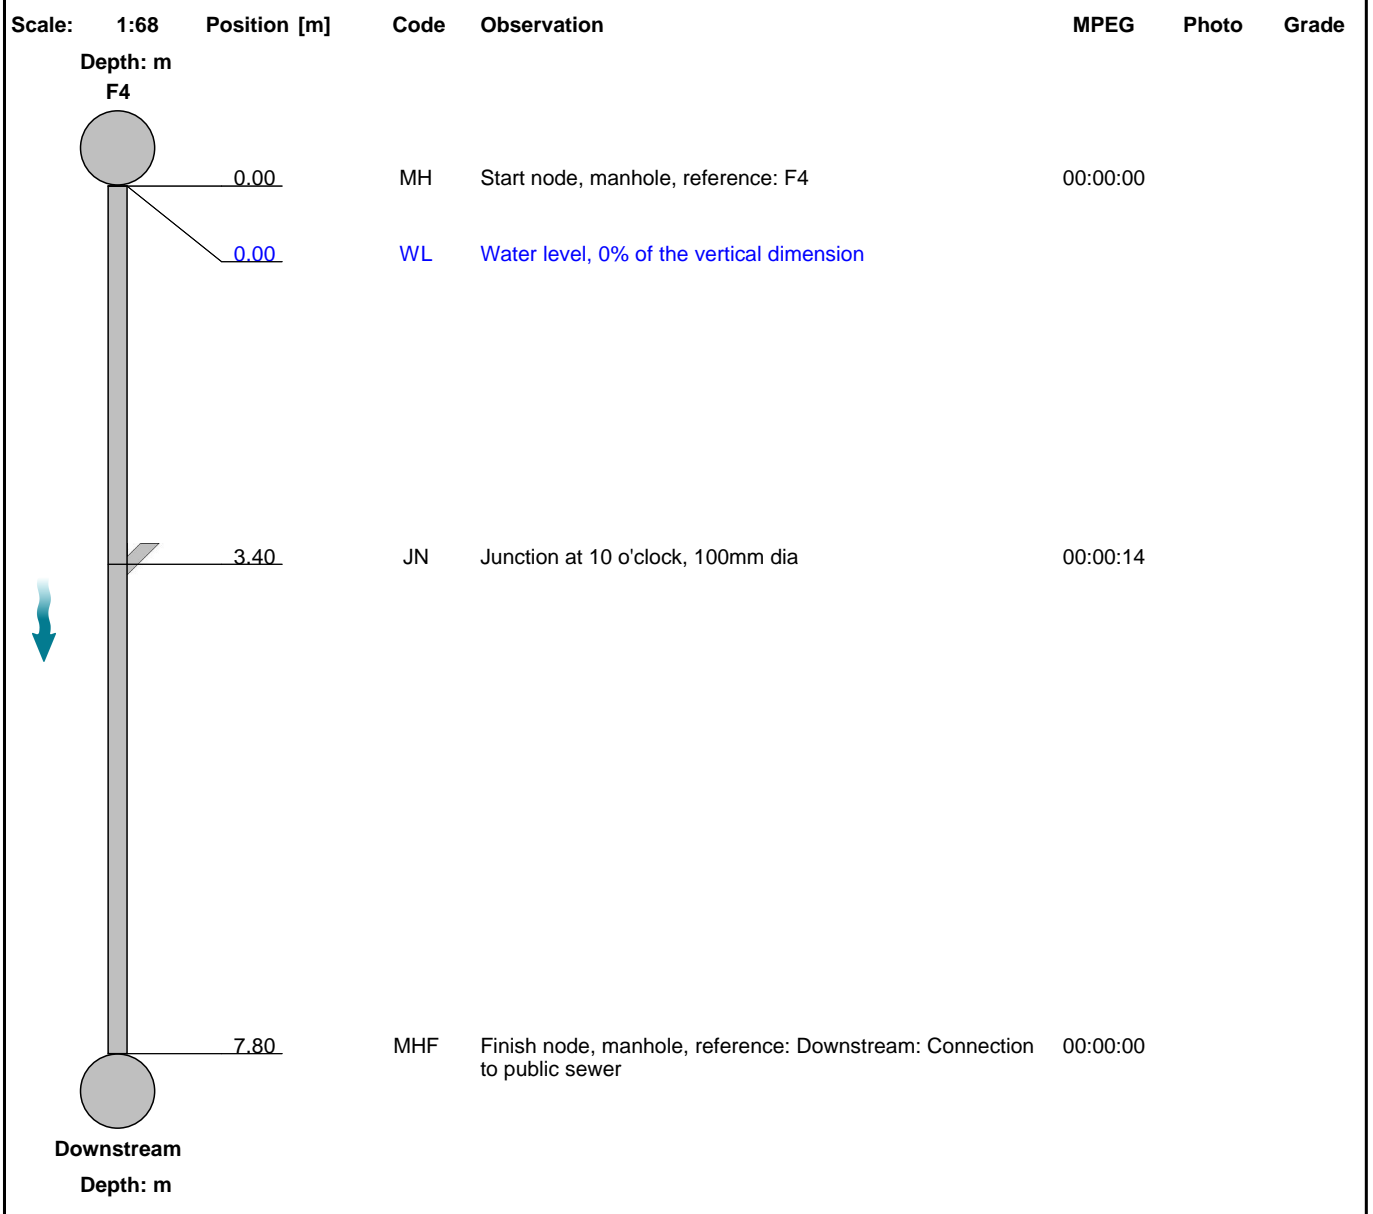 Scale: 1:68 Position [m] Code Observation MPEG Photo Grade
Depth: m
F4
0.00 MH Start node, manhole, reference: F4 00:00:00
0.00 WL Water level, 0% of the vertical dimension
3.40 JN Junction at 10 o'clock, 100mm dia 00:00:14
7.80 MHF Finish node, manhole, reference: Downstream: Connection 00:00:00
to public sewer
Downstream
Depth: m